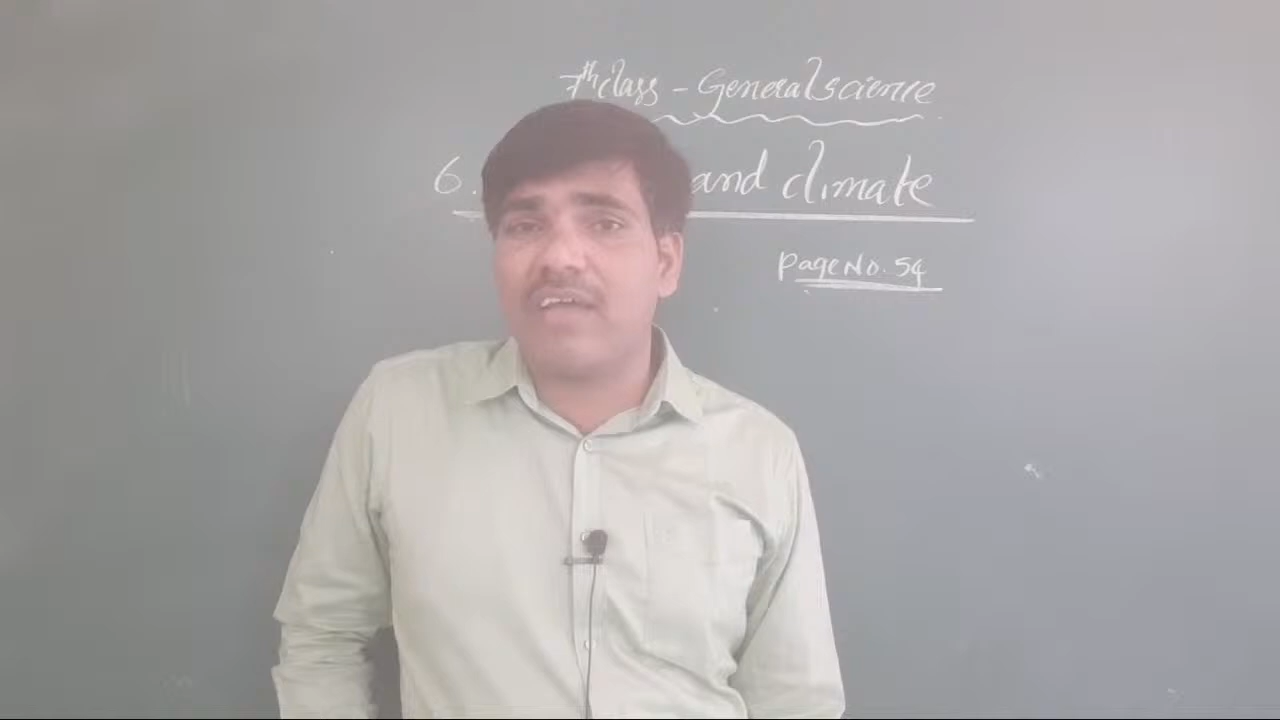 7th class - General science
6. and climate
Page No. 54